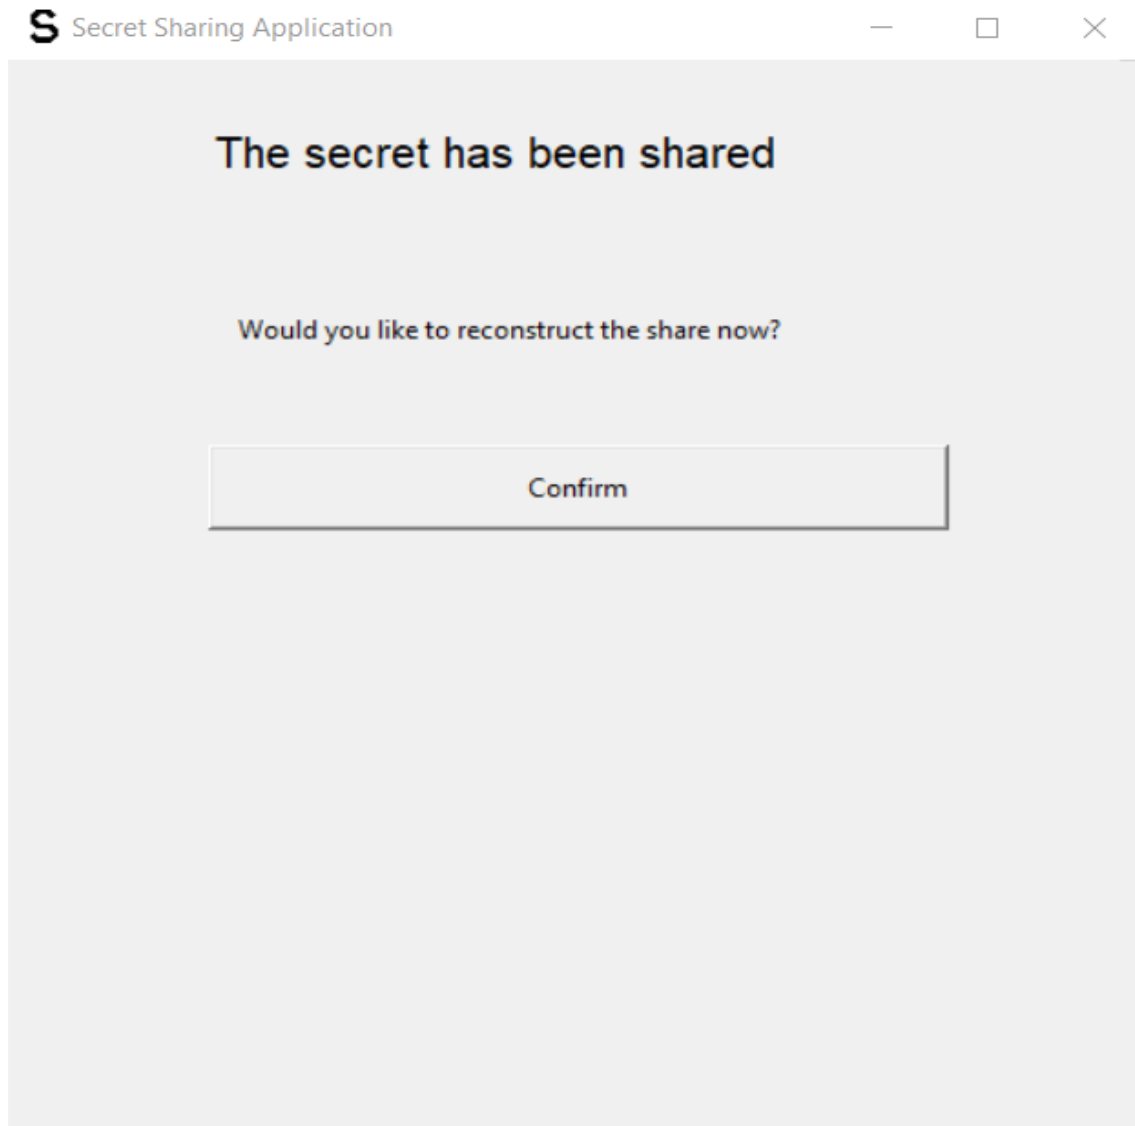 S Secret Sharing Application
The secret has been shared
Would you like to reconstruct the share now?
Confirm